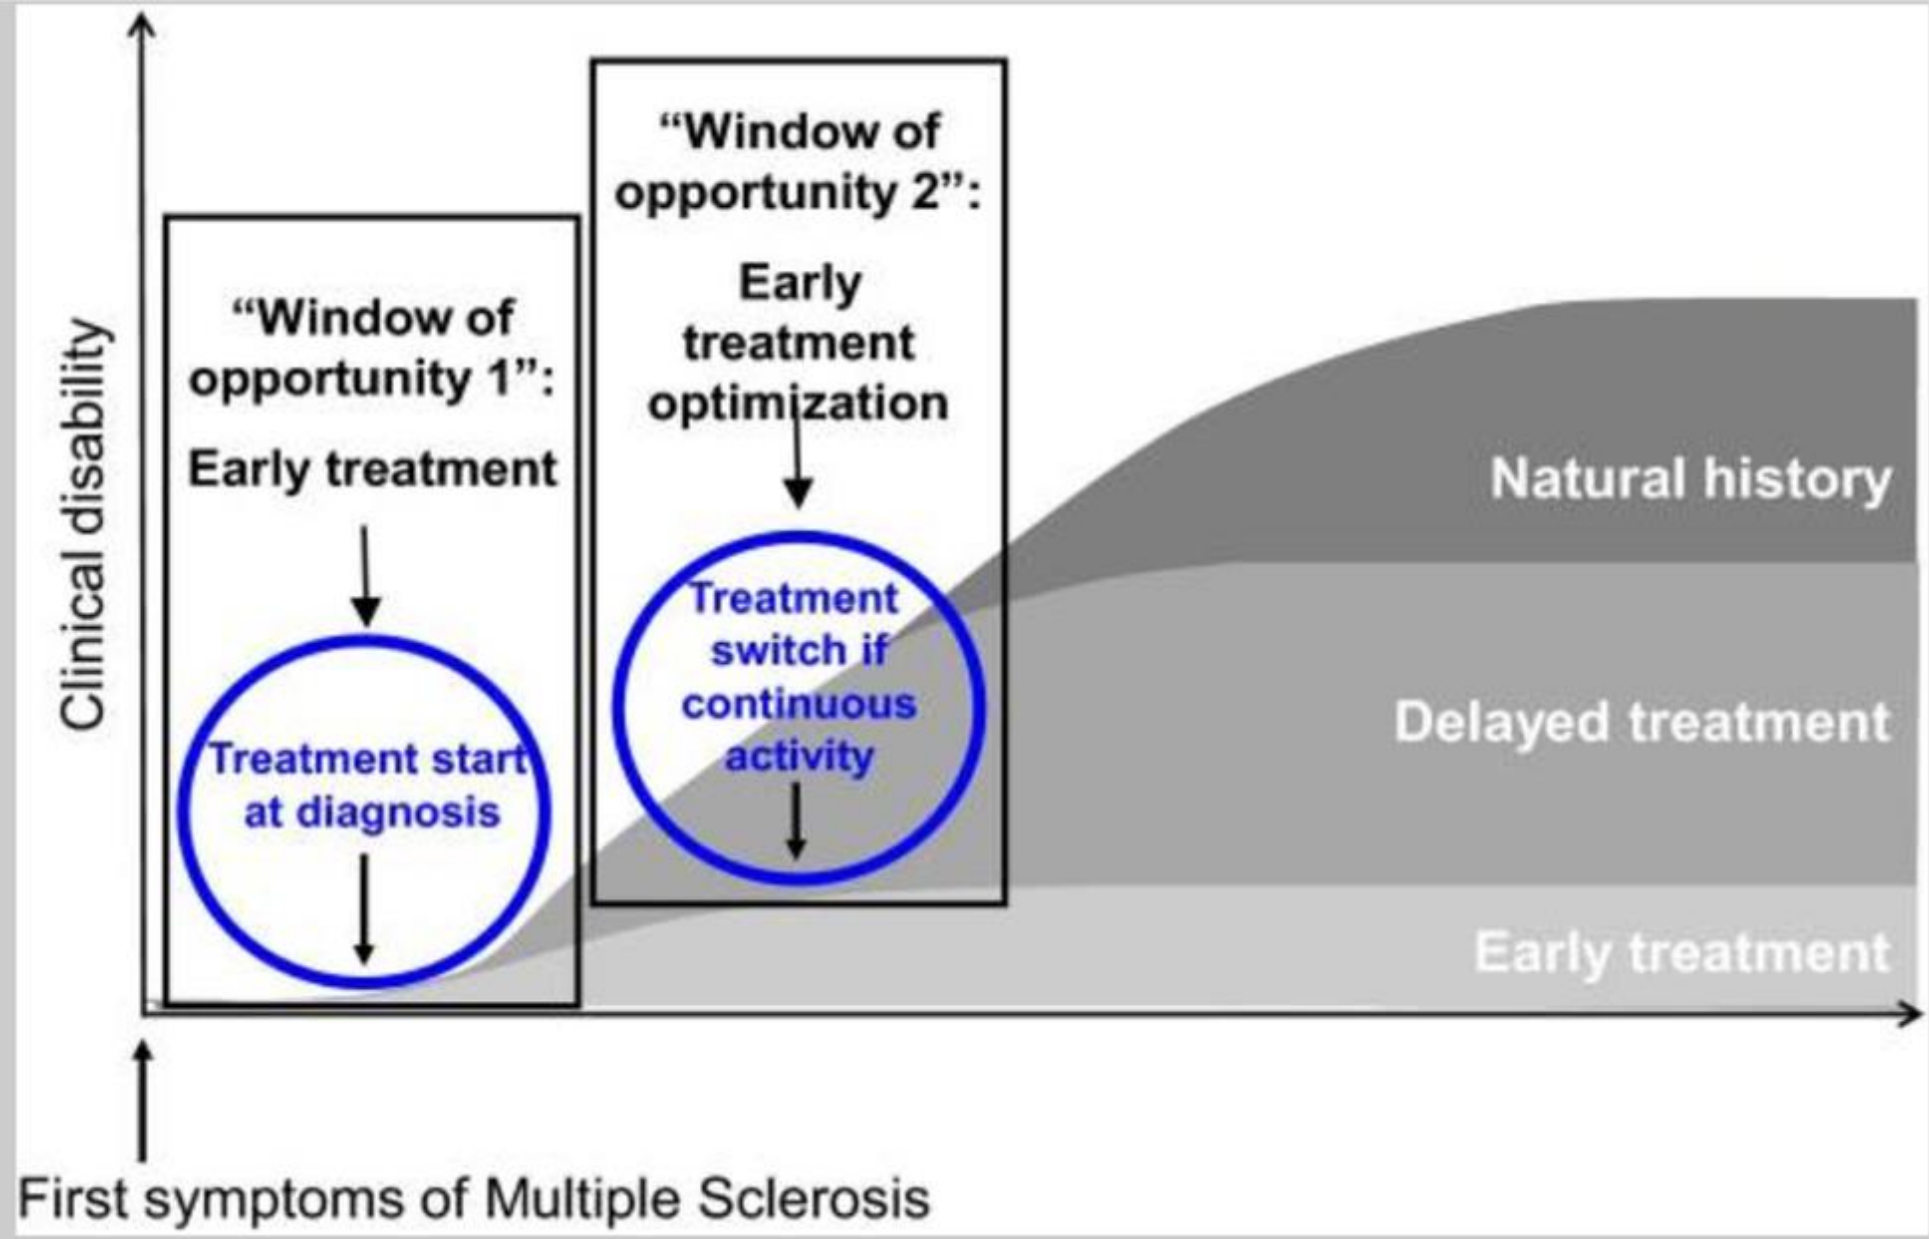 Clinical disability
“Window of
opportunity 1”:
Early treatment
Treatment start
at diagnosis
“Window of
opportunity 2”:
Early
treatment
optimization
Treatment
switch if
continuous
activity
Natural history
Delayed treatment
Early treatment
First symptoms of Multiple Sclerosis